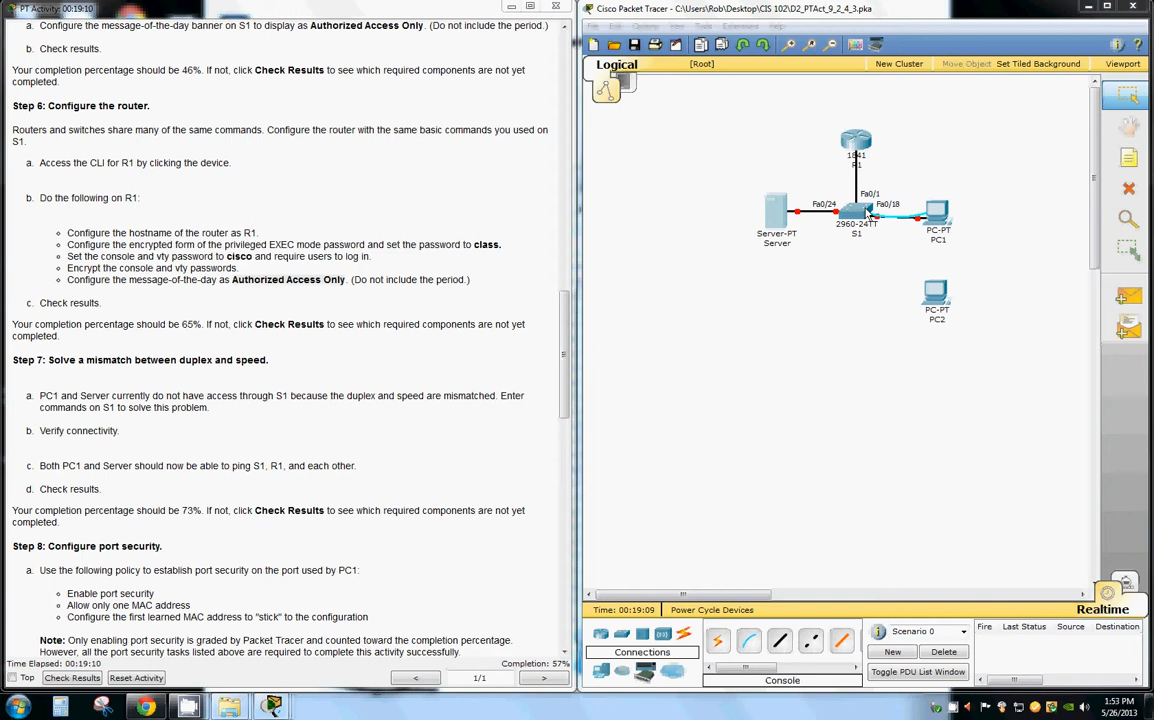 PT Activity: 00:19:10
a. Configure the message-of-the-day banner on S1 to display as Authorized Access Only. (Do not include the period.)
b. Check results.
Your completion percentage should be 46%. If not, click Check Results to see which required components are not yet
completed.
Step 6: Configure the router.
Routers and switches share many of the same commands. Configure the router with the same basic commands you used on
S1.
a. Access the CLI for R1 by clicking the device.
b. Do the following on R1:
Configure the hostname of the router as R1.
Configure the encrypted form of the privileged EXEC mode password and set the password to class.
Set the console and vty password to cisco and require users to log in.
Encrypt the console and vty passwords.
Configure the message-of-the-day as Authorized Access Only. (Do not include the period.)
c. Check results.
Your completion percentage should be 65%. If not, click Check Results to see which required components are not yet
completed.
Step 7: Solve a mismatch between duplex and speed.
a. PC1 and Server currently do not have access through S1 because the duplex and speed are mismatched. Enter
commands on S1 to solve this problem.
b. Verify connectivity.
c. Both PC1 and Server should now be able to ping S1, R1, and each other.
d. Check results.
Your completion percentage should be 73%. If not, click Check Results to see which required components are not yet
completed.
Step 8: Configure port security.
a. Use the following policy to establish port security on the port used by PC1:
Enable port security
Allow only one MAC address
Configure the first learned MAC address to "stick" to the configuration
Note: Only enabling port security is graded by Packet Tracer and counted toward the completion percentage.
However, all the port security tasks listed above are required to complete this activity successfully.
Time Elapsed: 00:19:10
Completion: 57%
Top
Check Results
Reset Activity
<
1/1
>
Cisco Packet Tracer - C:\Users\Rob\Desktop\CIS 102\D2_PTAct_9_2_4_3.pka
File Edit Options View Tools Extensions Help
Logical
[Root]
New Cluster
Move Object
Set Tiled Background
Viewport
1841
R1
Fa0/1
Fa0/24
Fa0/18
2960-24TT
S1
Server-PT
Server
PC-PT
PC1
PC-PT
PC2
Time: 00:19:09
Power Cycle Devices
Realtime
Connections
Console
Scenario 0
New
Delete
Toggle PDU List Window
Fire
Last Status
Source
Destination
1:53 PM
5/26/2013